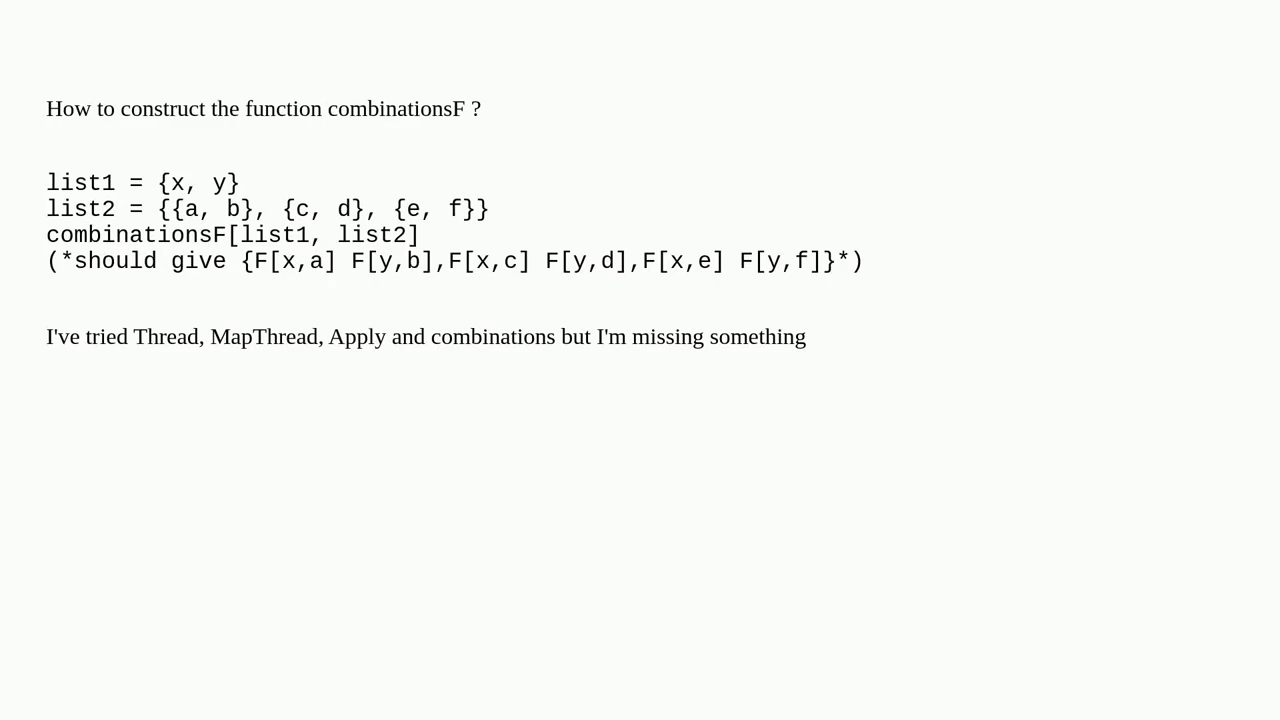 How to construct the function combinationsF ?
list1 = {x, y}
list2 = {{a, b}, {c, d}, {e, f}}
combinationsF[list1, list2]
(*should give {F[x,a] F[y,b],F[x,c] F[y,d],F[x,e] F[y,f]}*)
I've tried Thread, MapThread, Apply and combinations but I'm missing something